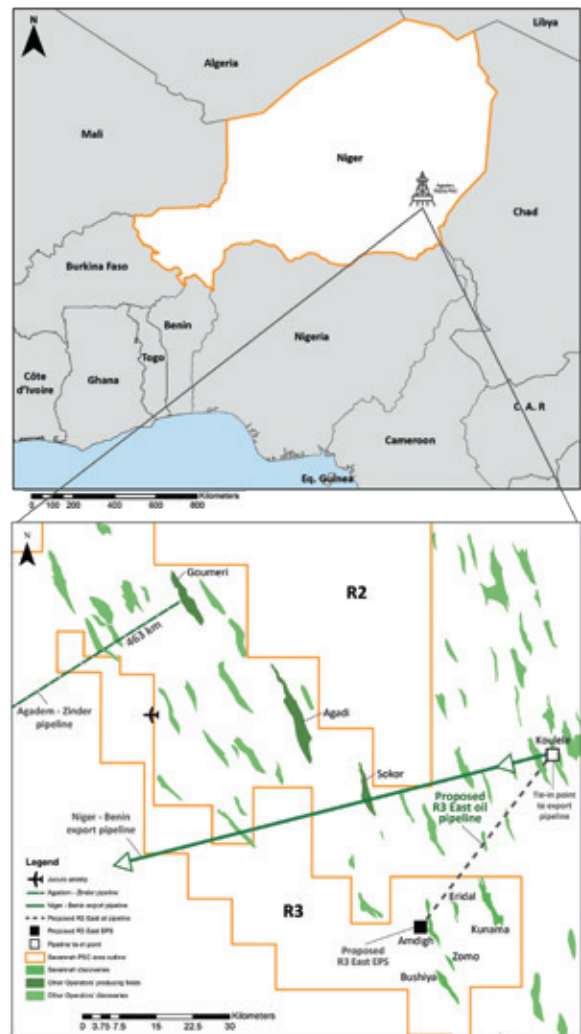 N
Libya
Algeria
Mali
Niger
Chad
Burkina Faso
Benin
Nigeria
Togo
Côte
d'Ivoire
Ghana
C. A. R
Cameroon
Eq. Guinea
Kilometers
0 100 200 400 600 800
N
Goumeri
R2
463 km
Agadem - Zinder
pipeline
Agadi
Koulele
Sokor
Proposed
R3 East oil
pipeline
Tie-in point
to export
pipeline
Niger - Benin
export pipeline
R3
Eridal
Kunama
Amdigh
Zomo
Proposed
R3 East EPS
Bushiya
Legend
Jaouro airstrip
Agadem - Zinder pipeline
Niger - Benin export pipeline
Proposed R3 East oil pipeline
Proposed R3 East EPS
Pipeline tie-in point
Savannah PSC area outline
Savannah discoveries
Other Operators' producing fields
Other Operators' discoveries
Kilometers
0 3.75 7.5 15 22.5 30